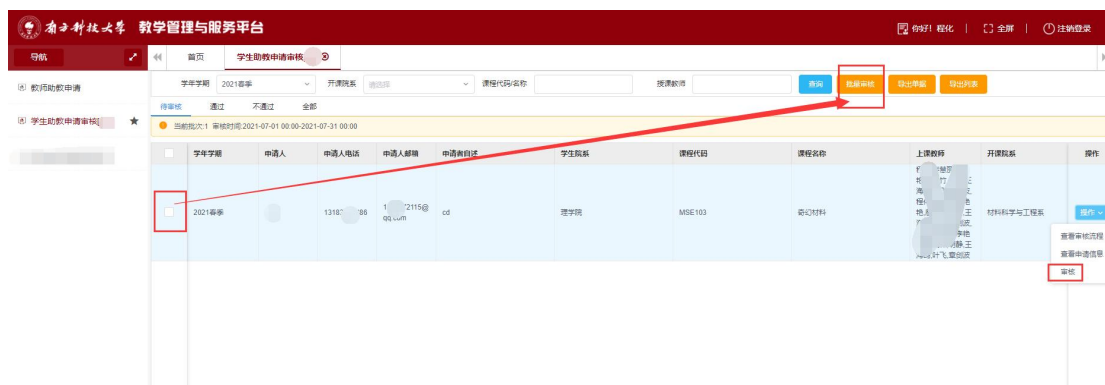 南方科技大学 教学管理与服务平台
你好! 程化 | 全屏 | 注销登录
导航
首页 学生助教申请审核
教师助教申请
学生助教申请审核
学年学期 2021春季 开课院系 请选择 课程代码/名称 授课教师 查询 批量审核 导出单据 导出列表
待审核 通过 不通过 全部
当前批次:1 审核时间:2021-07-01 00:00-2021-07-31 00:00
学年学期 申请人 申请人电话 申请人邮箱 申请者自述 学生院系 课程代码 课程名称 上课教师 开课院系 操作
2021春季 cd 理学院 MSE103 奇幻材料 材料科学与工程系 操作
查看审核流程
查看申请信息
审核